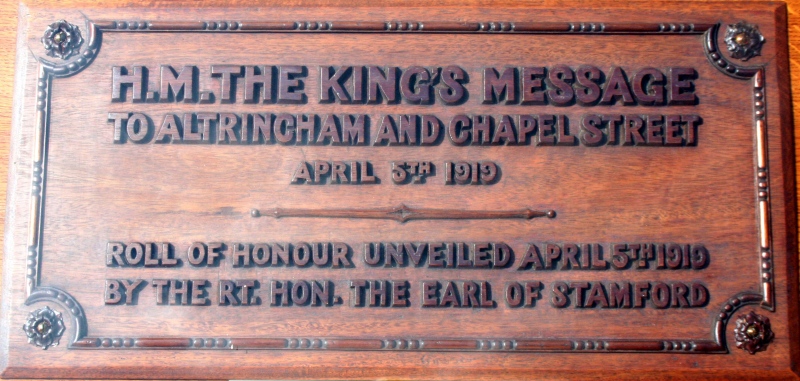 H.M. THE KING'S MESSAGE
TO ALTRINCHAM AND CHAPEL STREET
APRIL 5TH 1919
ROLL OF HONOUR UNVEILED APRIL 5TH 1919
BY THE RT. HON. THE EARL OF STAMFORD